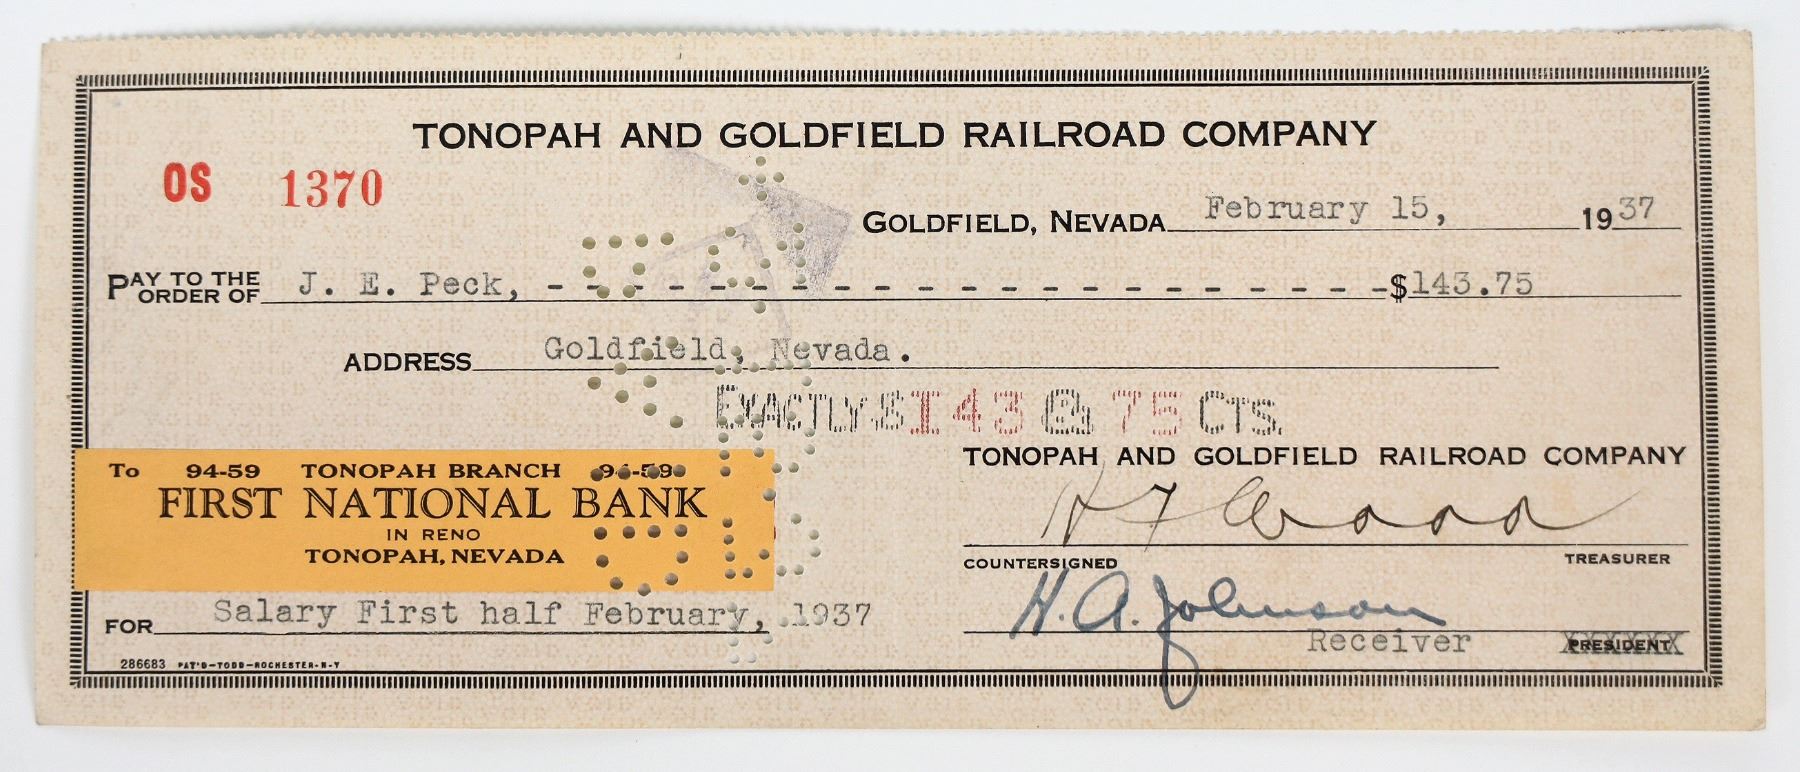 TONOPAH AND GOLDFIELD RAILROAD COMPANY
OS 1370
GOLDFIELD, NEVADA February 15, 1937
PAY TO THE ORDER OF J. E. Peck, - - - - - - - - - - - - - - - - - - - - - $143.75
ADDRESS Goldfield, Nevada.
EXACTLY $143 & 75 CTS.
To 94-59 TONOPAH BRANCH 94-59
FIRST NATIONAL BANK
IN RENO
TONOPAH, NEVADA
TONOPAH AND GOLDFIELD RAILROAD COMPANY
H F Wood
COUNTERSIGNED TREASURER
H. A. Johnson
Receiver XXXXXX PRESIDENT
FOR Salary First half February, 1937
286683 PAT'D-TODD-ROCHESTER-N-Y